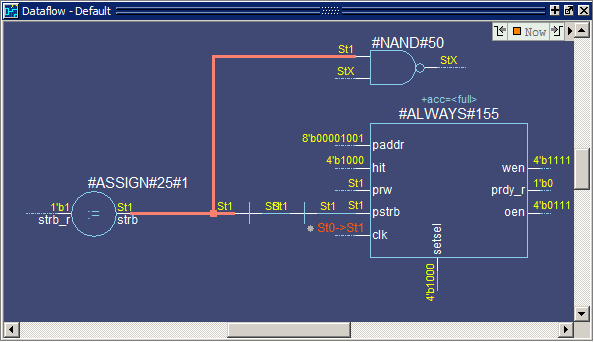 Dataflow - Default
Now
#NAND#50
St1
StX
StX
+acc=<full>
#ALWAYS#155
8'b00001001
paddr
4'b1000
hit
wen
4'b1111
#ASSIGN#25#1
St1
prw
prdy_r
1'b0
1'b1
:=
St1
St1
St1
St1
pstrb
oen
4'b0111
strb_r
strb
St0->St1
clk
setsel
4'b1000